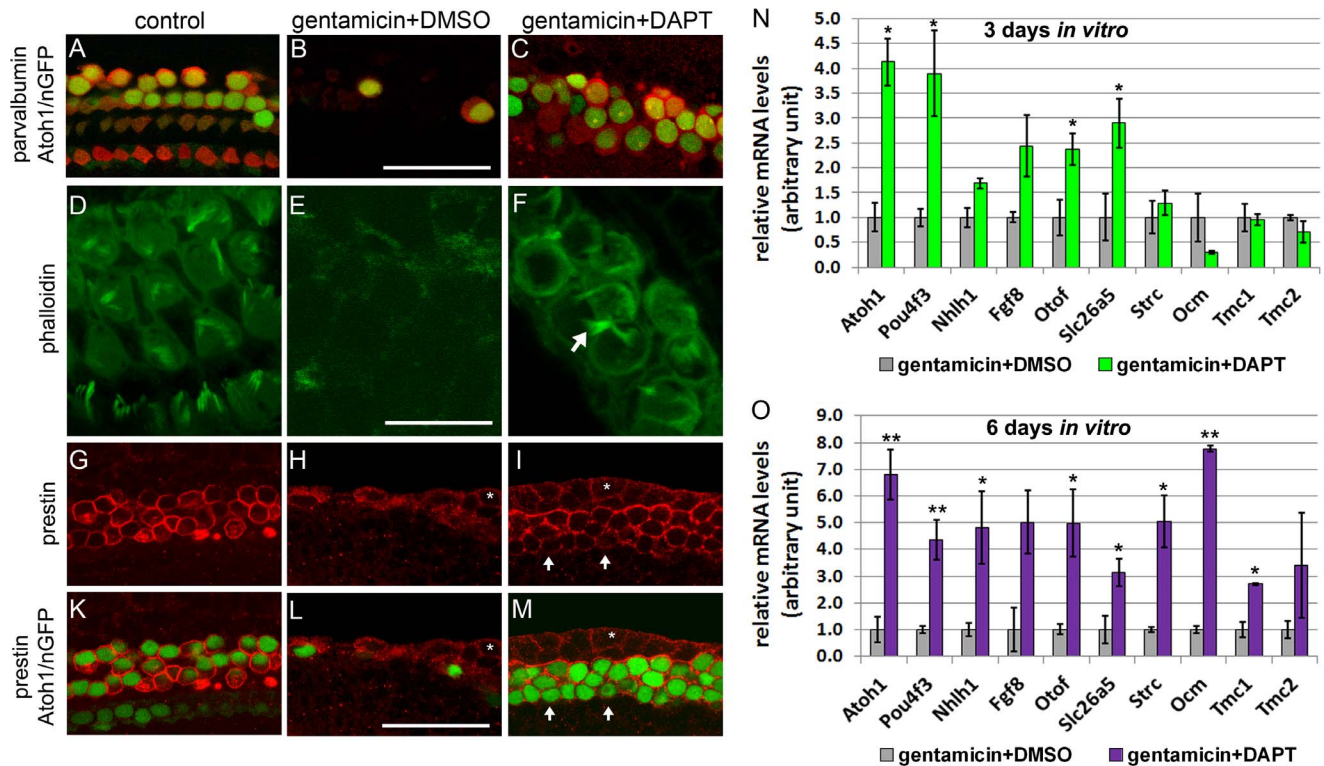 control
gentamicin+DMSO
gentamicin+DAPT
parvalbumin
Atoh1/nGFP
A
B
C
phalloidin
D
E
F
prestin
G
H
*
I
*
prestin
Atoh1/nGFP
K
L
*
M
*
N
3 days in vitro
relative mRNA levels
(arbitrary unit)
5.0
4.5
4.0
3.5
3.0
2.5
2.0
1.5
1.0
0.5
0.0
* * * *
Atoh1 Pou4f3 Nhlh1 Fgf8 Otof Slc26a5 Strc Ocm Tmc1 Tmc2
gentamicin+DMSO gentamicin+DAPT
O
6 days in vitro
relative mRNA levels
(arbitrary unit)
9.0
8.0
7.0
6.0
5.0
4.0
3.0
2.0
1.0
0.0
** ** * * * * ** *
Atoh1 Pou4f3 Nhlh1 Fgf8 Otof Slc26a5 Strc Ocm Tmc1 Tmc2
gentamicin+DMSO gentamicin+DAPT